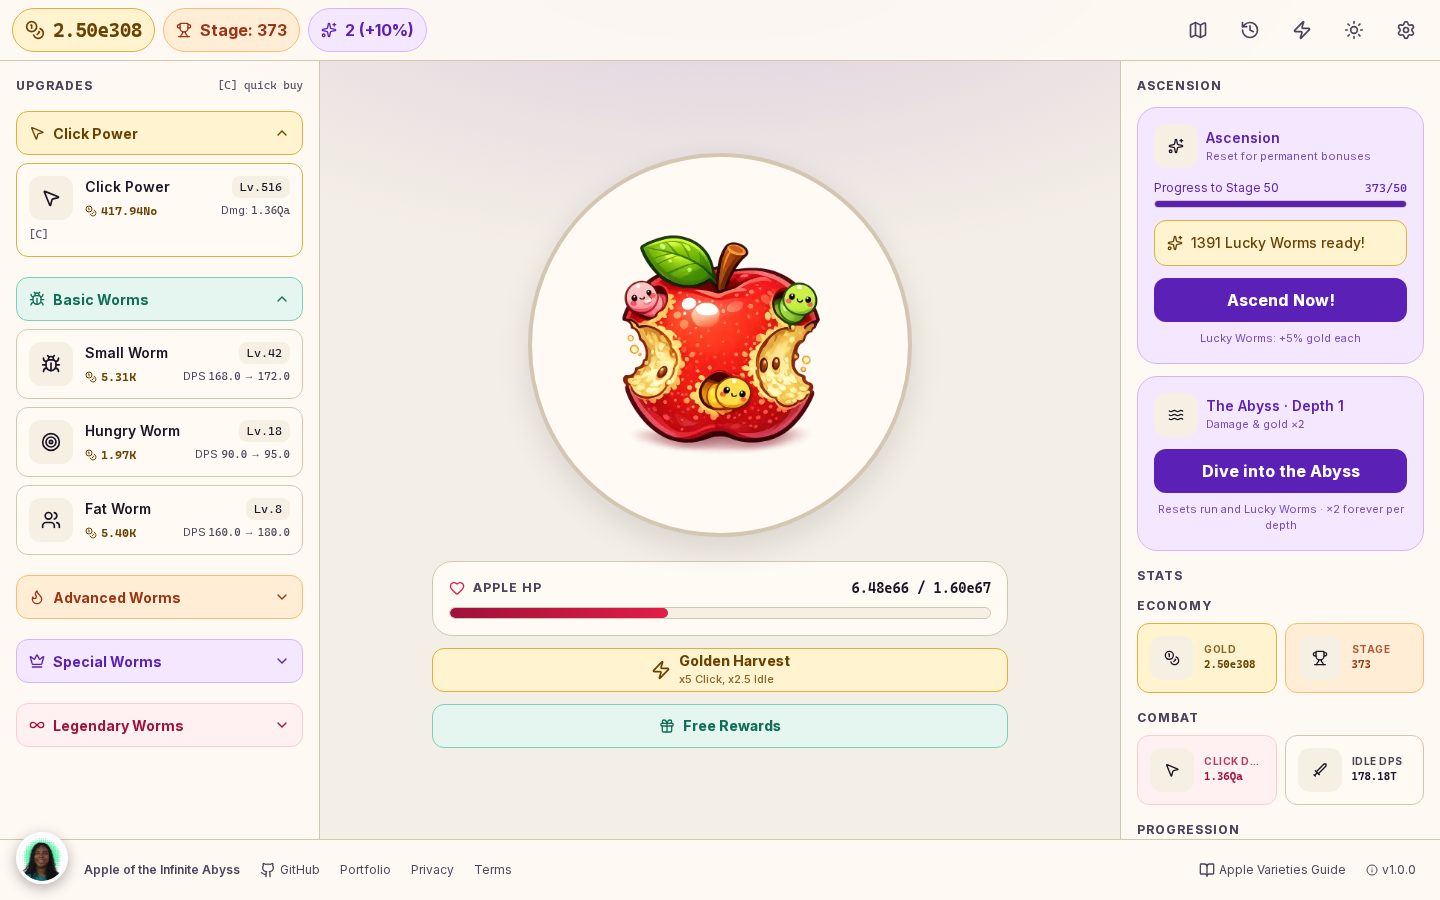 2.50e308
Stage: 373
2 (+10%)
UPGRADES
[C] quick buy
Click Power
Click Power
Lv.516
417.94No
Dmg: 1.36Qa
[C]
Basic Worms
Small Worm
Lv.42
5.31K
DPS 168.0 → 172.0
Hungry Worm
Lv.18
1.97K
DPS 90.0 → 95.0
Fat Worm
Lv.8
5.40K
DPS 160.0 → 180.0
Advanced Worms
Special Worms
Legendary Worms
APPLE HP
6.48e66 / 1.60e67
Golden Harvest
x5 Click, x2.5 Idle
Free Rewards
ASCENSION
Ascension
Reset for permanent bonuses
Progress to Stage 50
373/50
1391 Lucky Worms ready!
Ascend Now!
Lucky Worms: +5% gold each
The Abyss · Depth 1
Damage & gold ×2
Dive into the Abyss
Resets run and Lucky Worms · ×2 forever per
depth
STATS
ECONOMY
GOLD
2.50e308
STAGE
373
COMBAT
CLICK D...
1.36Qa
IDLE DPS
178.18T
PROGRESSION
Apple of the Infinite Abyss
GitHub
Portfolio
Privacy
Terms
Apple Varieties Guide
v1.0.0